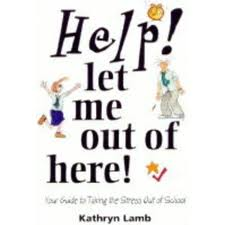 Help!
let
me
out of
here!
Your Guide to Taking the Stress Out of School
Kathryn Lamb